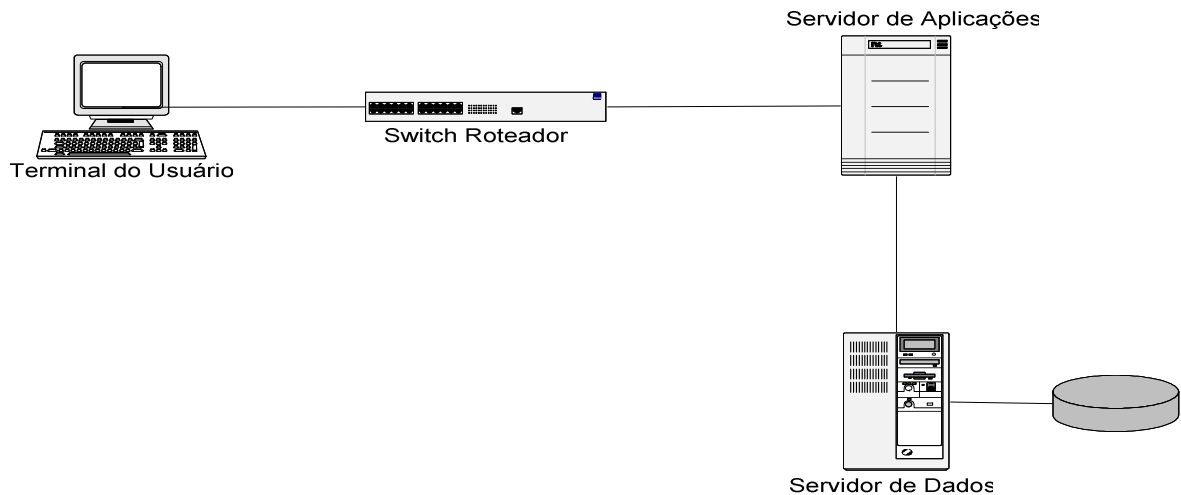 Servidor de Aplicações
Switch Roteador
Terminal do Usuário
Servidor de Dados